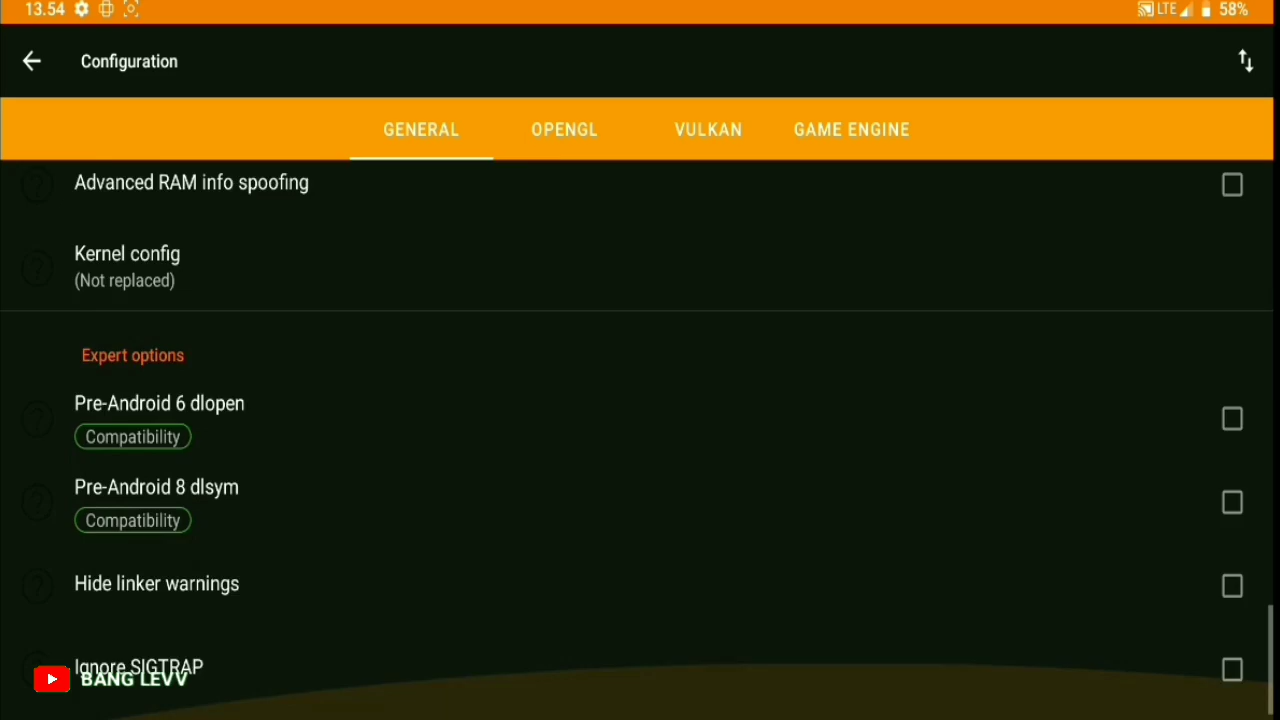 13.54
LTE 58%
Configuration
GENERAL OPENGL VULKAN GAME ENGINE
Advanced RAM info spoofing
Kernel config
(Not replaced)
Expert options
Pre-Android 6 dlopen
Compatibility
Pre-Android 8 dlsym
Compatibility
Hide linker warnings
Ignore SIGTRAP
BANG LEVV